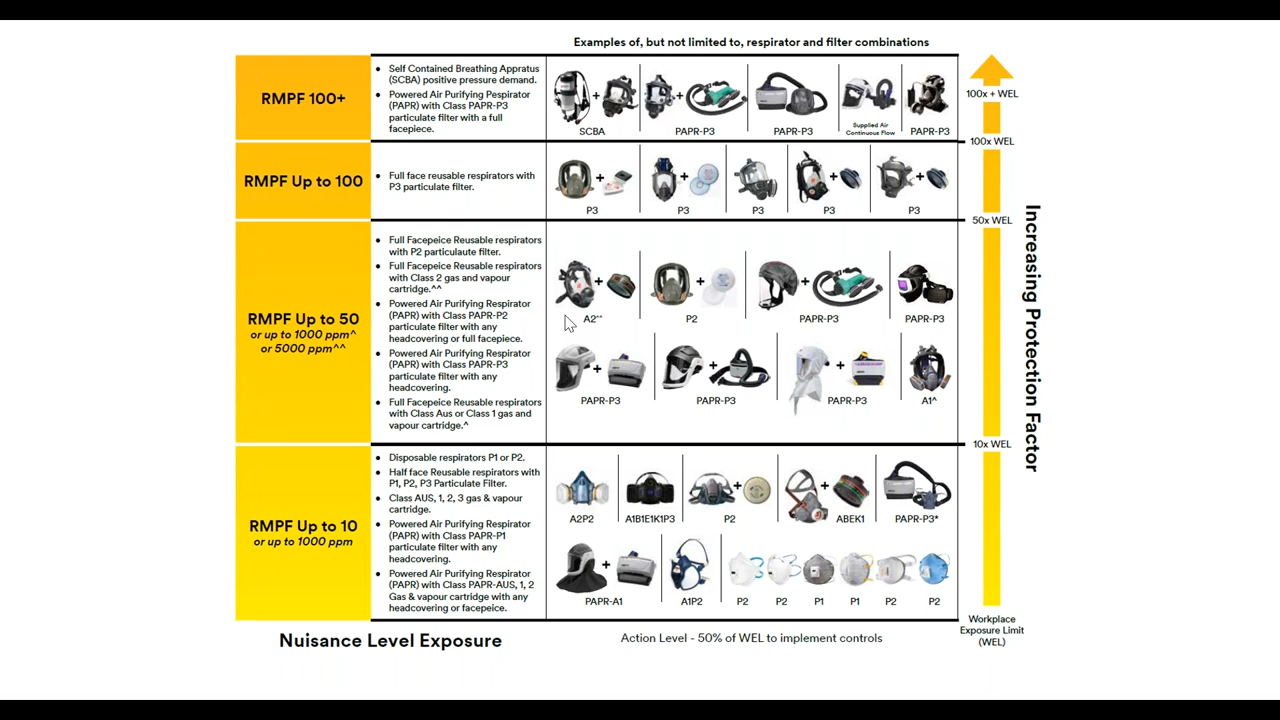 Examples of, but not limited to, respirator and filter combinations
RMPF 100+
• Self Contained Breathing Appratus
(SCBA) positive pressure demand.
• Powered Air Purifying Pespirator
(PAPR) with Class PAPR-P3
particulate filter with a full
facepiece.
SCBA
PAPR-P3
PAPR-P3
Supplied Air
Continuous Flow
PAPR-P3
100x + WEL
100x WEL
RMPF Up to 100
• Full face reusable respirators with
P3 particulate filter.
P3
P3
P3
P3
P3
50x WEL
RMPF Up to 50
or up to 1000 ppm^
or 5000 ppm^^
• Full Facepeice Reusable respirators
with P2 particulaute filter.
• Full Facepeice Reusable respirators
with Class 2 gas and vapour
cartridge.^^
• Powered Air Purifying Respirator
(PAPR) with Class PAPR-P2
particulate filter with any
headcovering or full facepiece.
• Powered Air Purifying Respirator
(PAPR) with Class PAPR-P3
particulate filter with any
headcovering.
• Full Facepeice Reusable respirators
with Class Aus or Class 1 gas and
vapour cartridge.^
A2^^
P2
PAPR-P3
PAPR-P3
PAPR-P3
PAPR-P3
PAPR-P3
A1^
10x WEL
RMPF Up to 10
or up to 1000 ppm
• Disposable respirators P1 or P2.
• Half face Reusable respirators with
P1, P2, P3 Particulate Filter.
• Class AUS, 1, 2, 3 gas & vapour
cartridge.
• Powered Air Purifying Respirator
(PAPR) with Class PAPR-P1
particulate filter with any
headcovering.
• Powered Air Purifying Respirator
(PAPR) with Class PAPR-AUS, 1, 2
Gas & vapour cartridge with any
headcovering or facepeice.
A2P2
A1B1E1K1P3
P2
ABEK1
PAPR-P3*
PAPR-A1
A1P2
P2
P2
P1
P1
P2
P2
Increasing Protection Factor
Workplace
Exposure Limit
(WEL)
Nuisance Level Exposure
Action Level - 50% of WEL to implement controls